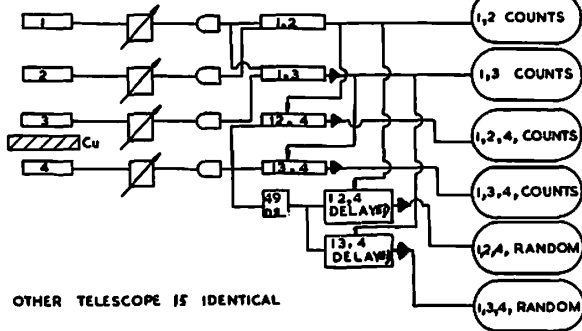 1
1,2
1,2 COUNTS
2
1,3
1,3 COUNTS
3
12,4
1,2,4, COUNTS
Cu
4
13,4
1,3,4, COUNTS
49 ns
12,4
DELAYED
1,2,4, RANDOM
13,4
DELAYED
1,3,4, RANDOM
OTHER TELESCOPE IS IDENTICAL